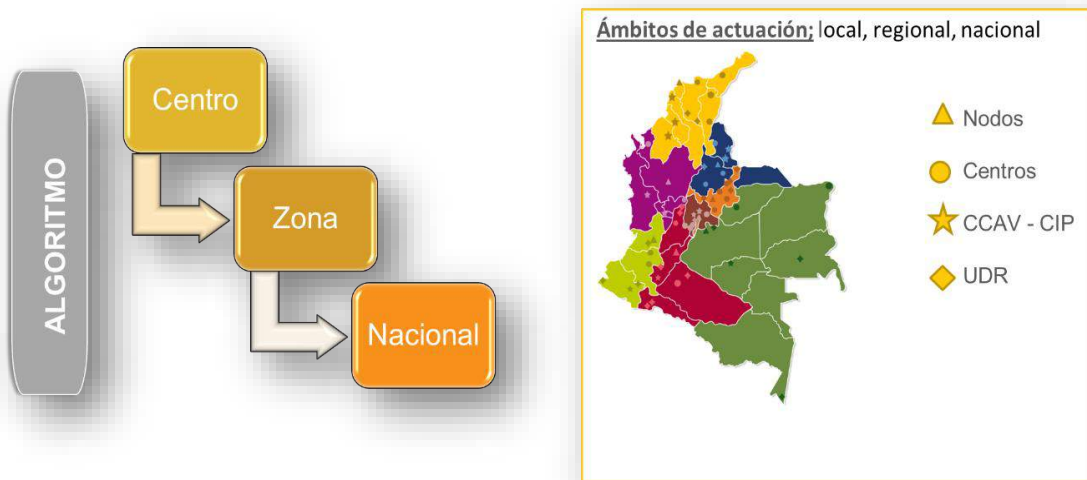 ALGORITMO
Centro
Zona
Nacional
Ámbitos de actuación; local, regional, nacional
Nodos
Centros
CCAV - CIP
UDR